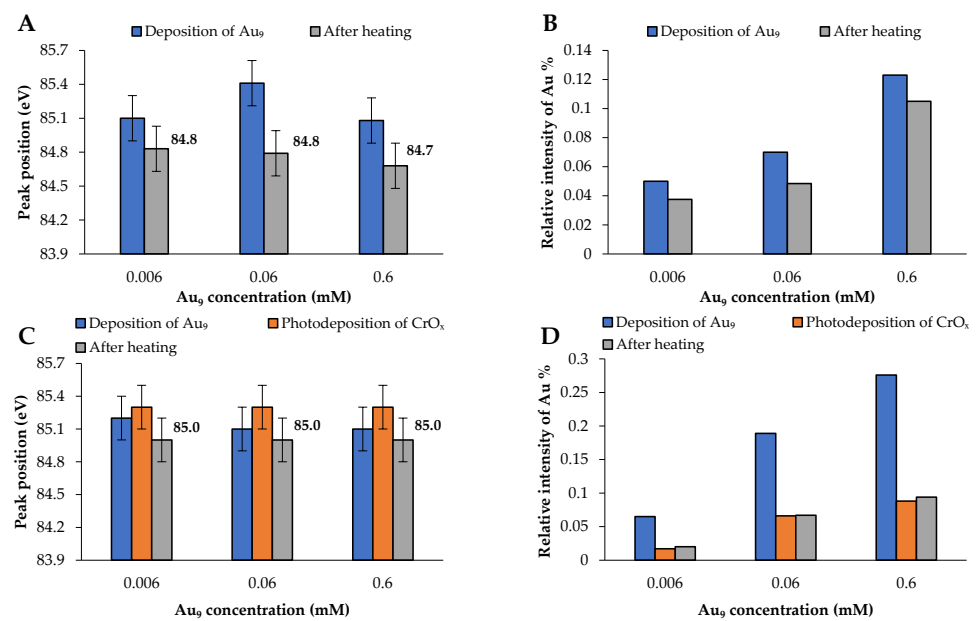 A
Deposition of Au₉ After heating
Peak position (eV)
85.7
85.4
85.1
84.8
84.5
84.2
83.9
84.8
84.8
84.7
0.006 0.06 0.6
Au₉ concentration (mM)
B
Deposition of Au₉ After heating
Relative intensity of Au %
0.14
0.12
0.1
0.08
0.06
0.04
0.02
0
0.006 0.06 0.6
Au₉ concentration (mM)
C
Deposition of Au₉ Photodeposition of CrOₓ
After heating
Peak position (eV)
85.7
85.4
85.1
84.8
84.5
84.2
83.9
85.0
85.0
85.0
0.006 0.06 0.6
Au₉ concentration (mM)
D
Deposition of Au₉ Photodeposition of CrOₓ
After heating
Relative intensity of Au %
0.3
0.25
0.2
0.15
0.1
0.05
0
0.006 0.06 0.6
Au₉ concentration (mM)